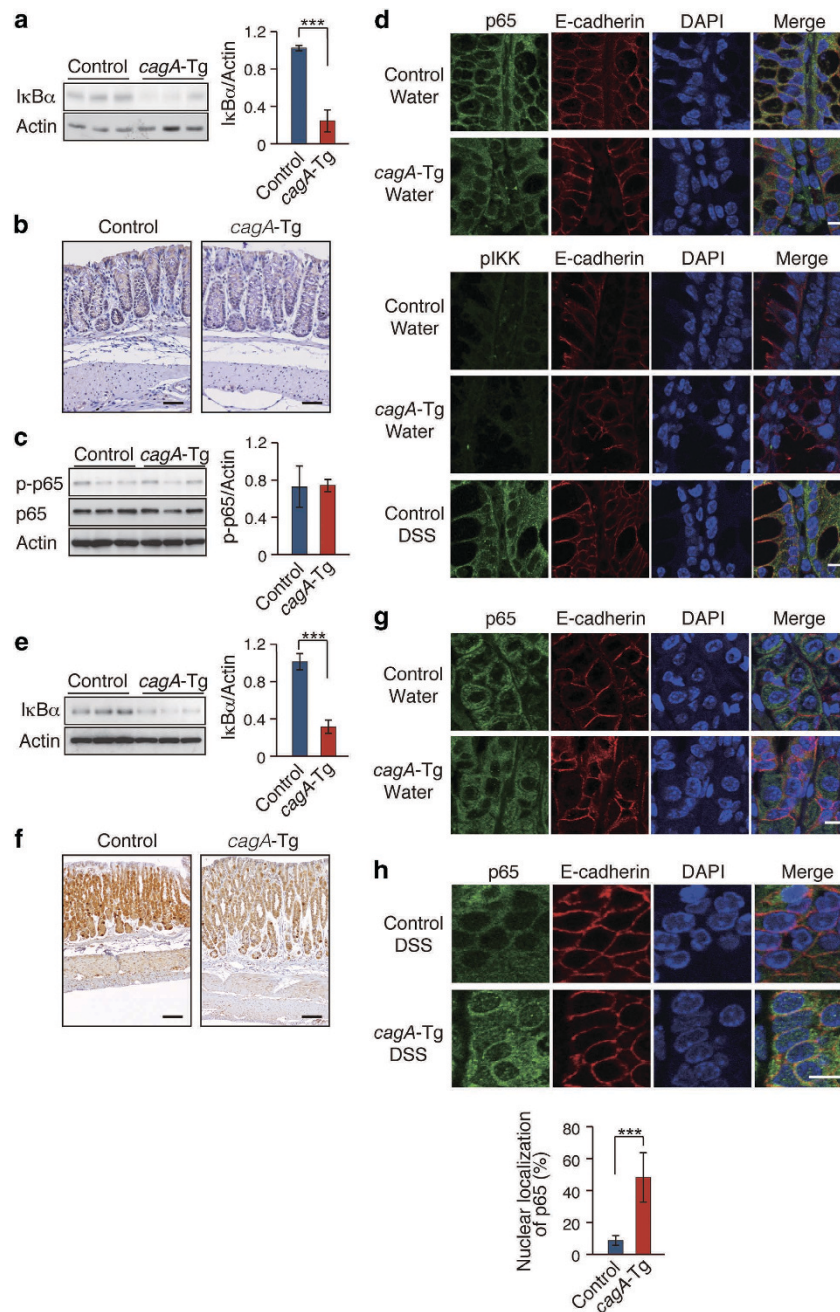 a
Control cagA-Tg
IκBα
Actin
IκBα/Actin
1.2
0.8
0.4
0
***
Control
cagA-Tg
b
Control cagA-Tg
c
Control cagA-Tg
p-p65
p65
Actin
p-p65/Actin
1.2
0.8
0.4
0
Control
cagA-Tg
e
Control cagA-Tg
IκBα
Actin
IκBα/Actin
1.2
0.8
0.4
0
***
Control
cagA-Tg
f
Control cagA-Tg
d
p65 E-cadherin DAPI Merge
Control
Water
cagA-Tg
Water
pIKK E-cadherin DAPI Merge
Control
Water
cagA-Tg
Water
Control
DSS
g
p65 E-cadherin DAPI Merge
Control
Water
cagA-Tg
Water
h
p65 E-cadherin DAPI Merge
Control
DSS
cagA-Tg
DSS
Nuclear localization
of p65 (%)
80
60
40
20
0
***
Control
cagA-Tg